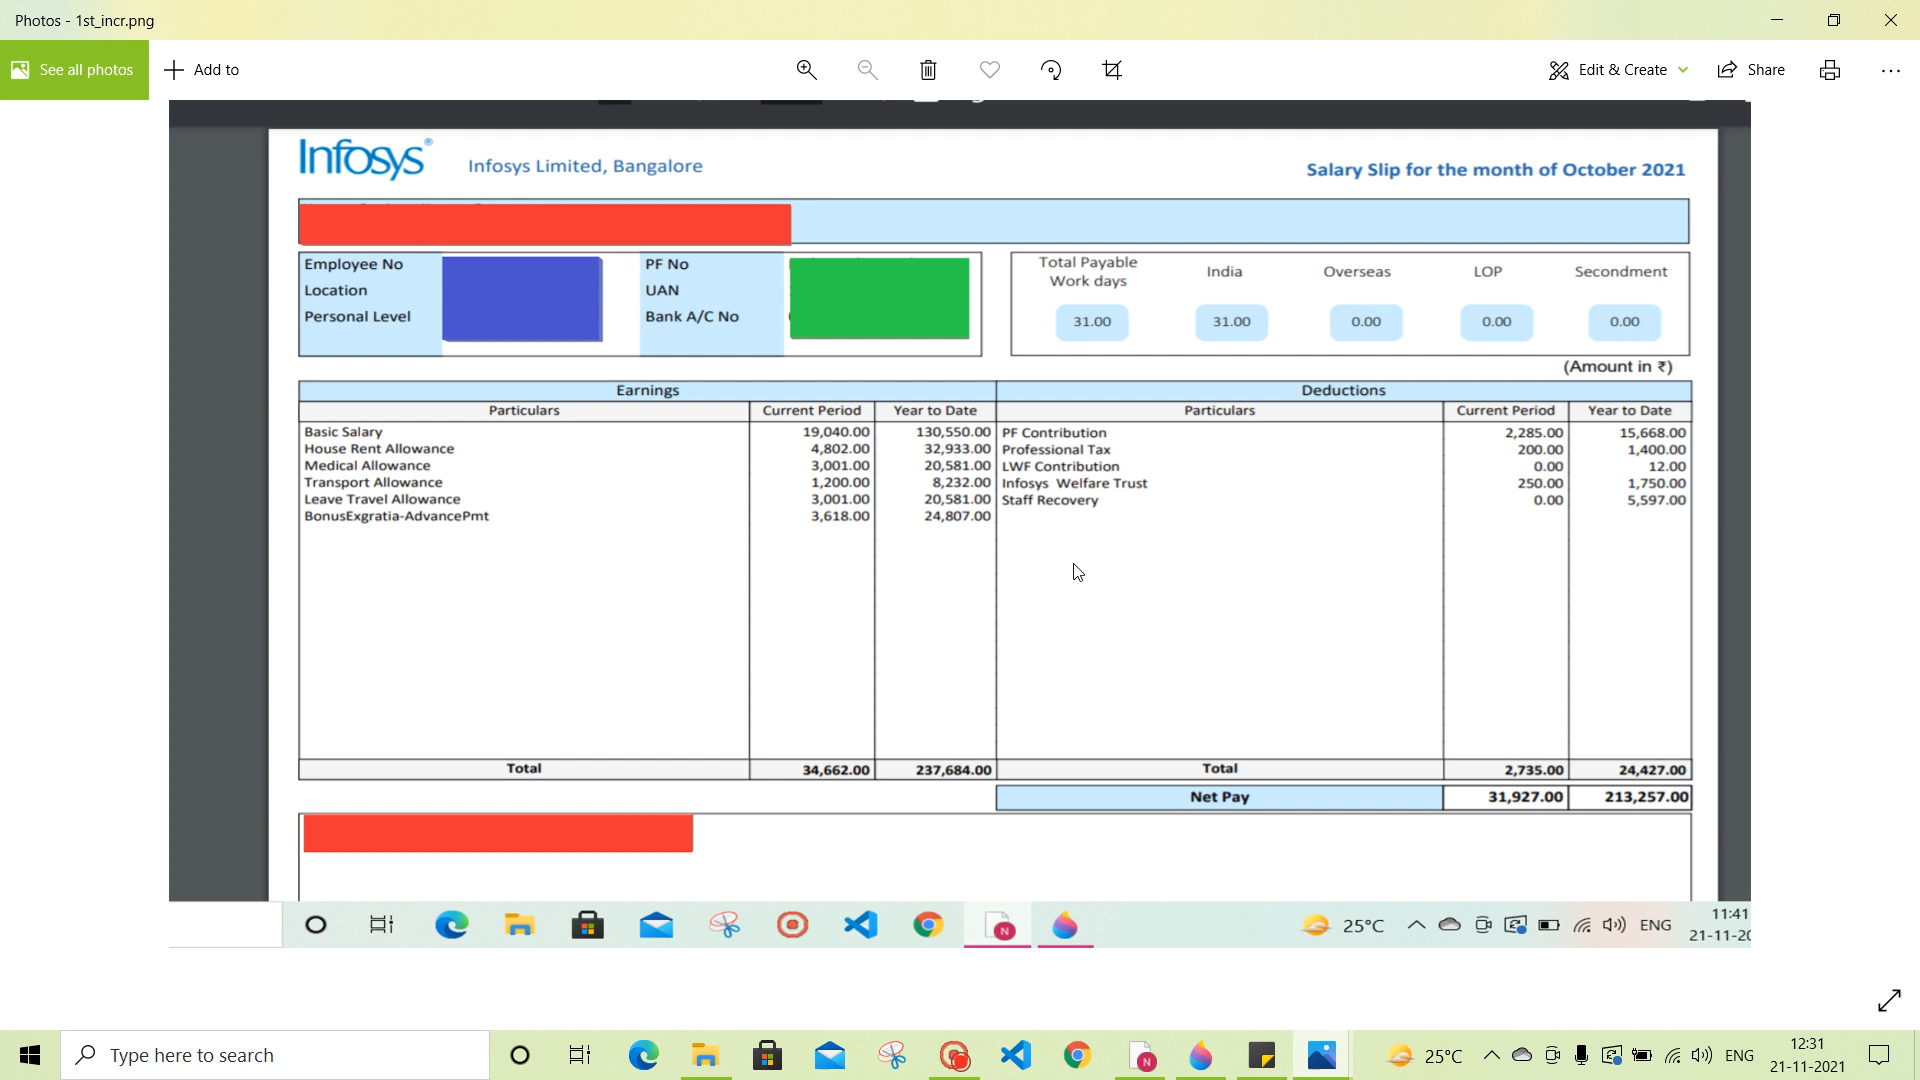 Photos - 1st_incr.png
See all photos
Add to
Edit & Create
Share
Infosys®
Infosys Limited, Bangalore
Salary Slip for the month of October 2021
Employee No
Location
Personal Level
PF No
UAN
Bank A/C No
Total Payable Work days India Overseas LOP Secondment
31.00 31.00 0.00 0.00 0.00
(Amount in ₹)
Earnings Deductions
Particulars Current Period Year to Date Particulars Current Period Year to Date
Basic Salary 19,040.00 130,550.00 PF Contribution 2,285.00 15,668.00
House Rent Allowance 4,802.00 32,933.00 Professional Tax 200.00 1,400.00
Medical Allowance 3,001.00 20,581.00 LWF Contribution 0.00 12.00
Transport Allowance 1,200.00 8,232.00 Infosys Welfare Trust 250.00 1,750.00
Leave Travel Allowance 3,001.00 20,581.00 Staff Recovery 0.00 5,597.00
BonusExgratia-AdvancePmt 3,618.00 24,807.00
Total 34,662.00 237,684.00 Total 2,735.00 24,427.00
Net Pay 31,927.00 213,257.00
25°C ENG 11:41
21-11-20
Type here to search
25°C ENG 12:31
21-11-2021